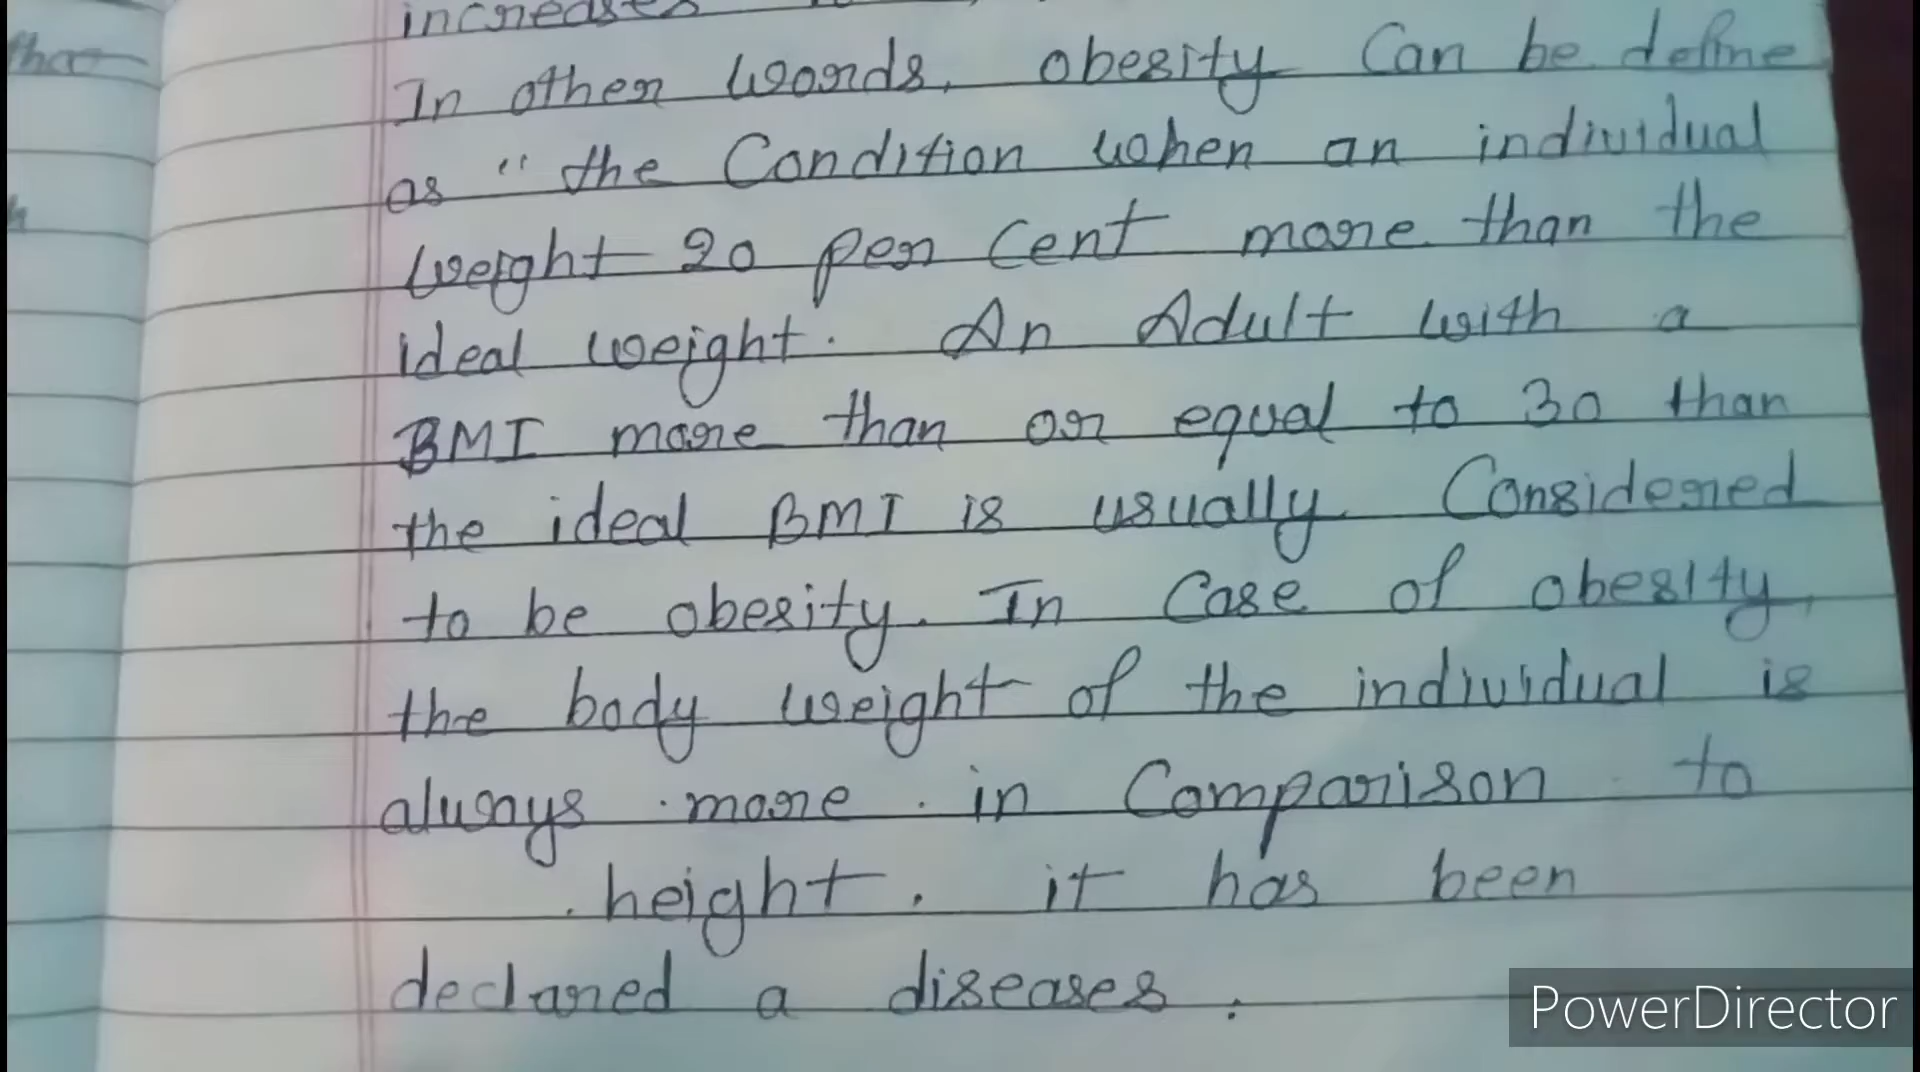 increases
that
In other words, obesity Can be define
as " the Condition when an individual
weight 20 per Cent more than the
ideal weight. An Adult with a
BMI more than or equal to 30 than
the ideal BMI is usually Considered
to be obesity. In Case of obesity,
the body weight of the individual is
always more in Comparison to
height. it has been
declared a diseases.
PowerDirector